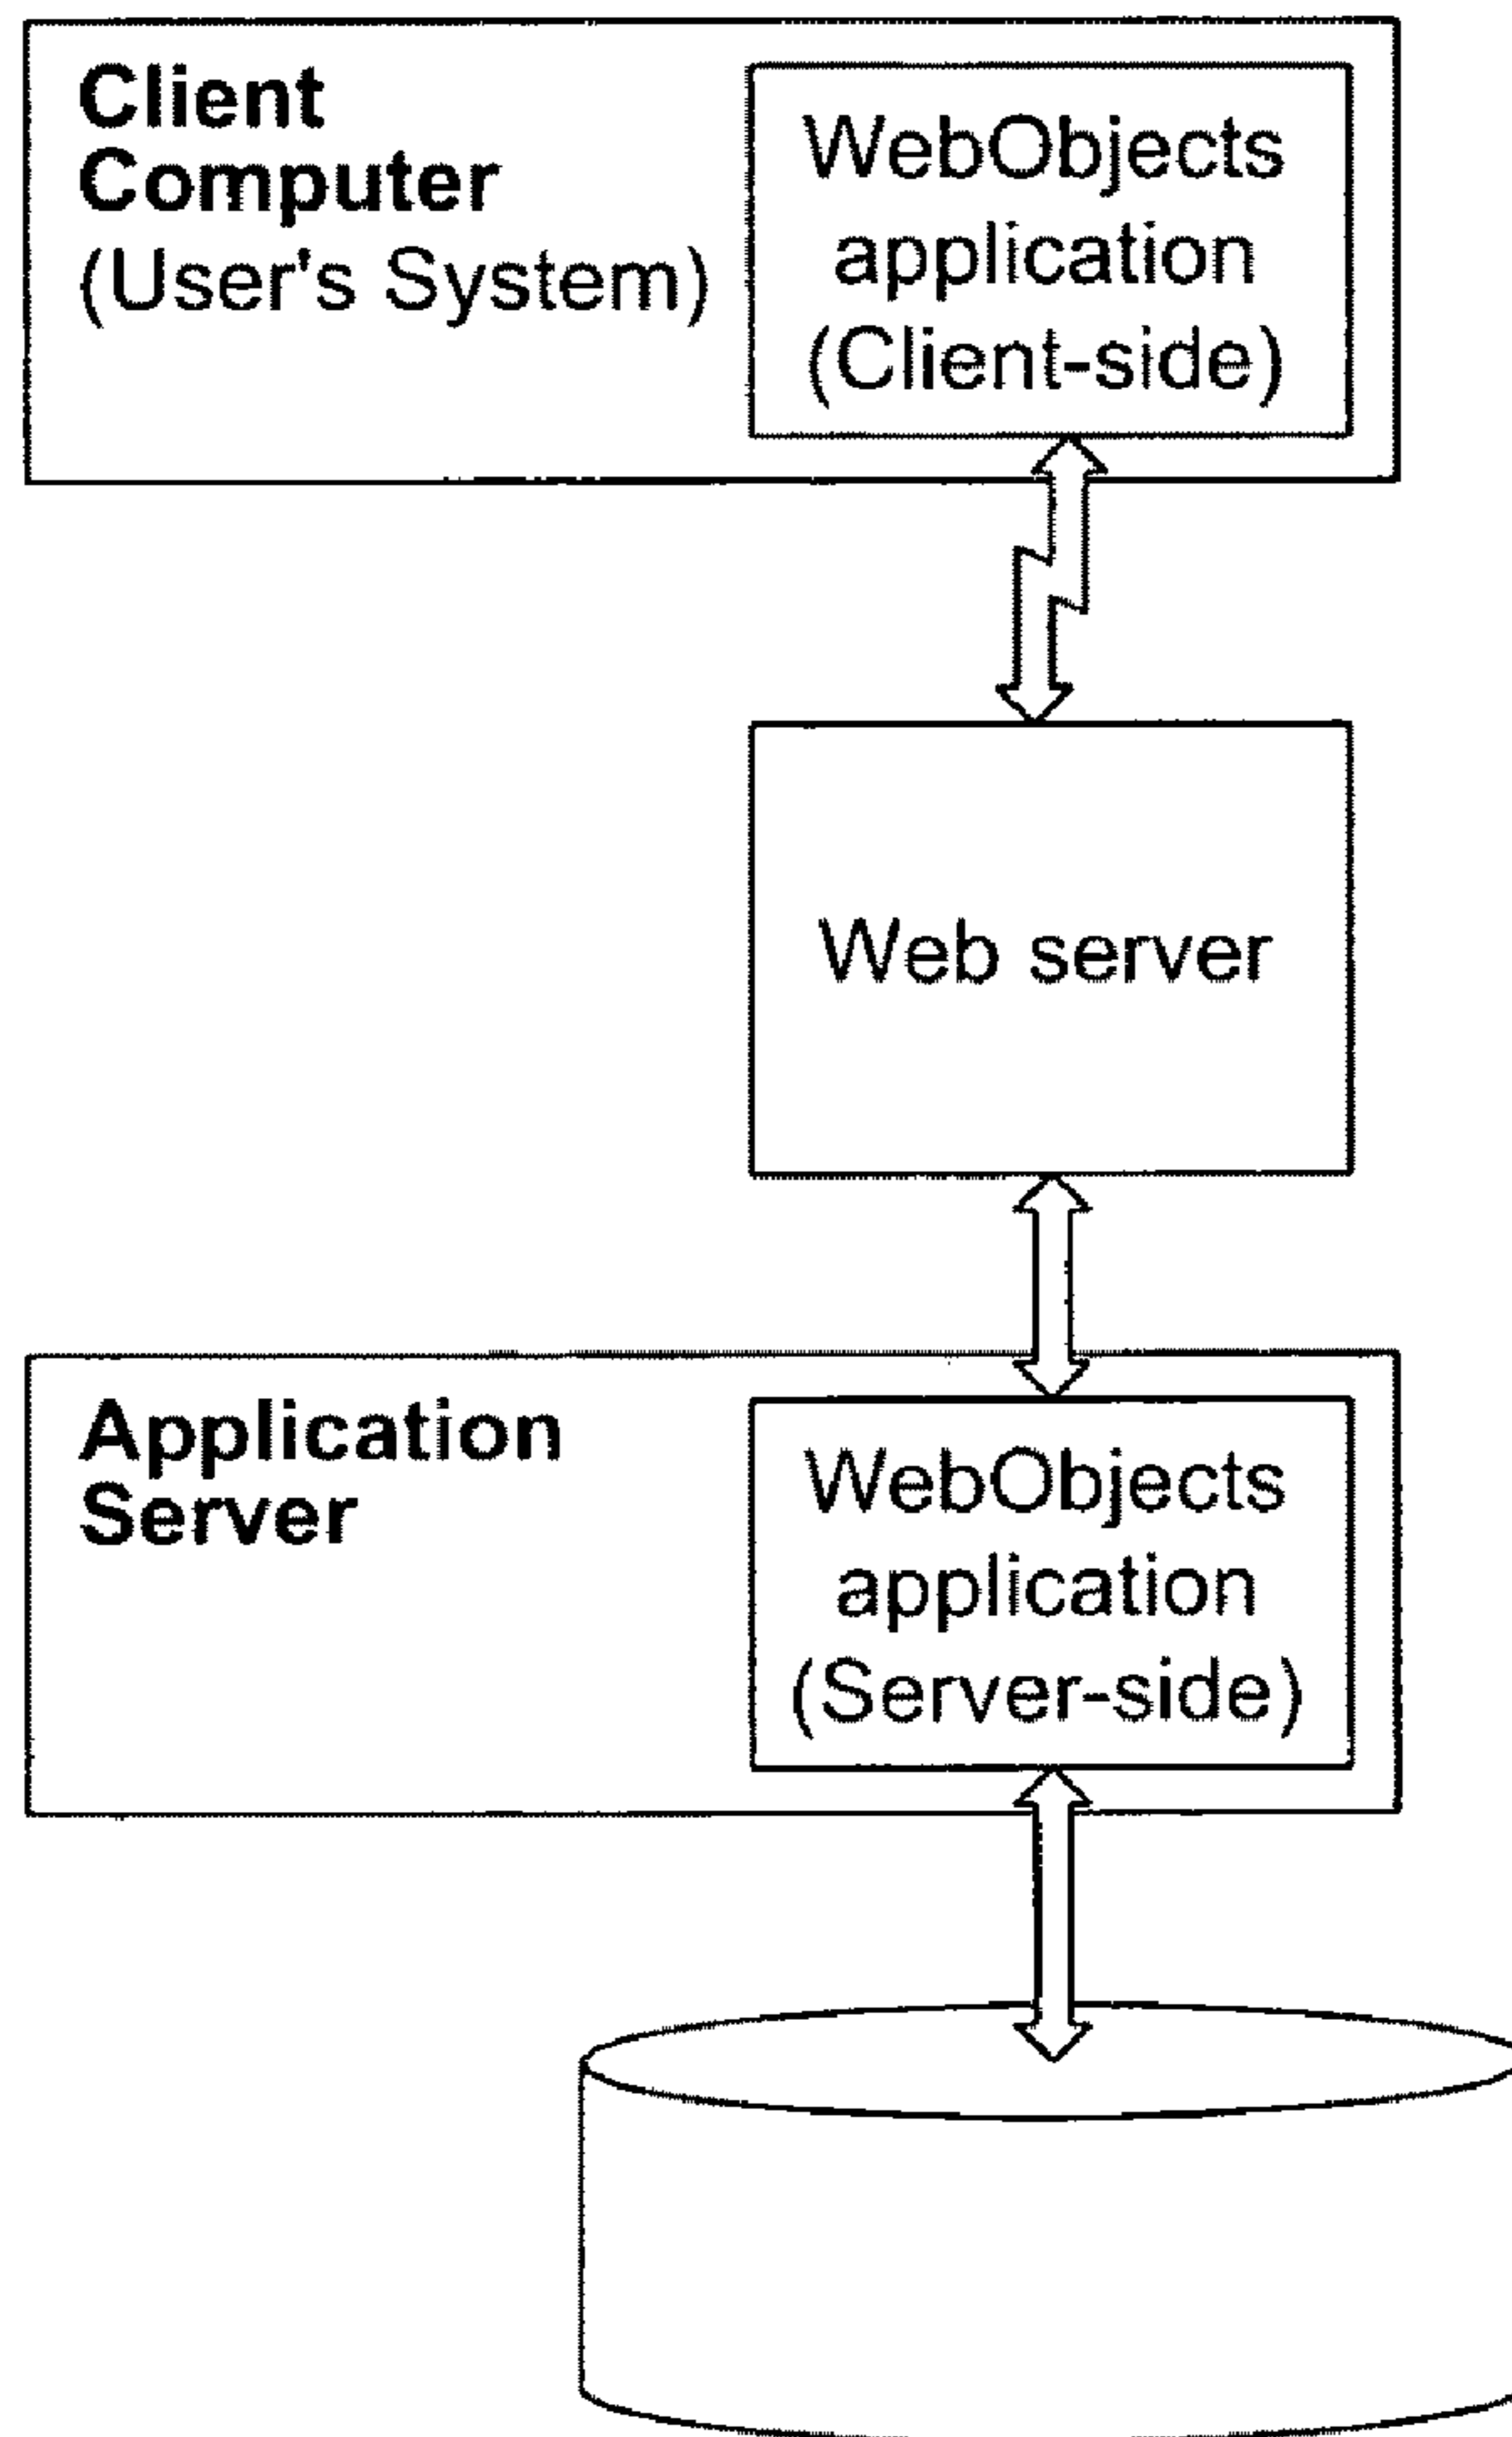 Client
Computer
(User's System)
WebObjects
application
(Client-side)
Web server
Application
Server
WebObjects
application
(Server-side)